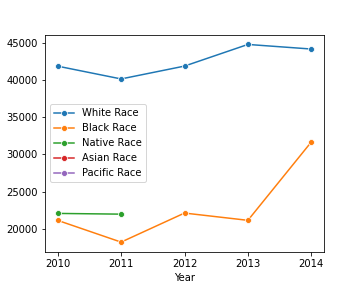 45000
40000
35000
30000
25000
20000
White Race
Black Race
Native Race
Asian Race
Pacific Race
2010 2011 2012 2013 2014
Year